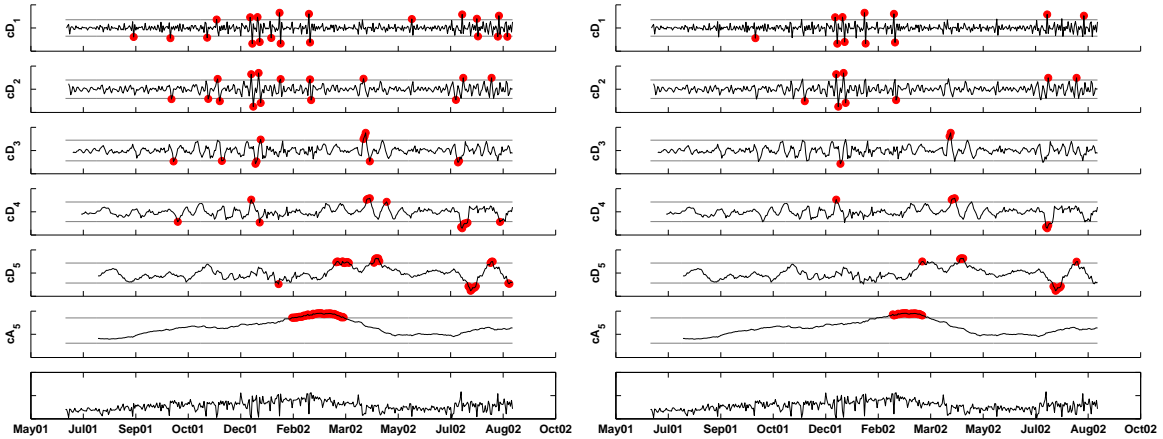 cD1 cD1
cD2 cD2
cD3 cD3
cD4 cD4
cD5 cD5
cA5 cA5
May01 Jul01 Sep01 Oct01 Dec01 Feb02 Mar02 May02 Jul02 Aug02 Oct02 May01 Jul01 Sep01 Oct01 Dec01 Feb02 Mar02 May02 Jul02 Aug02 Oct02